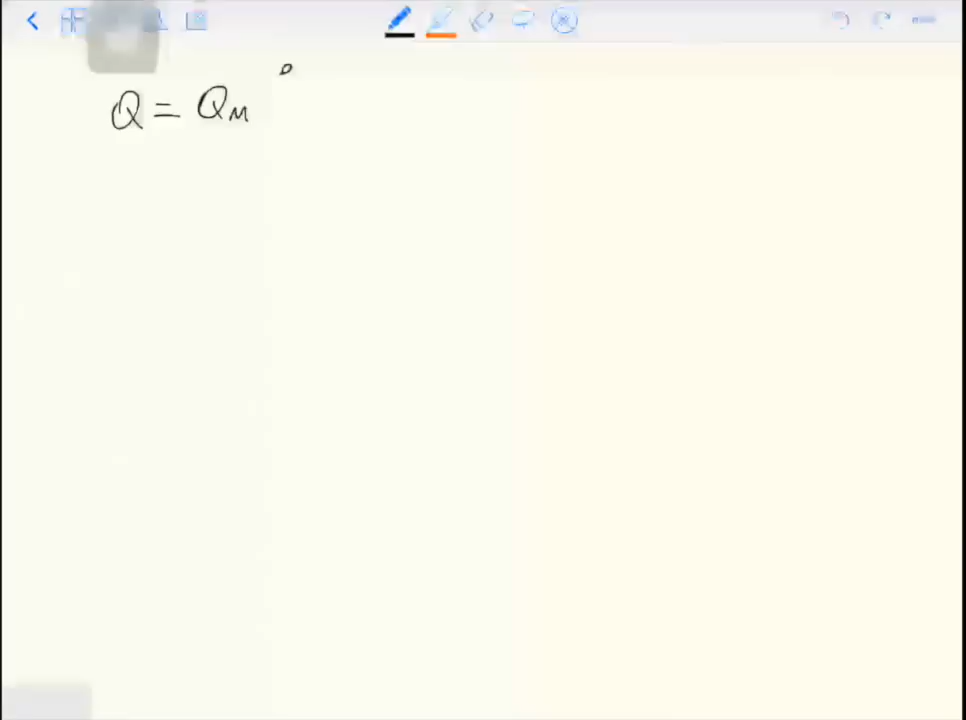 Q = Q_M